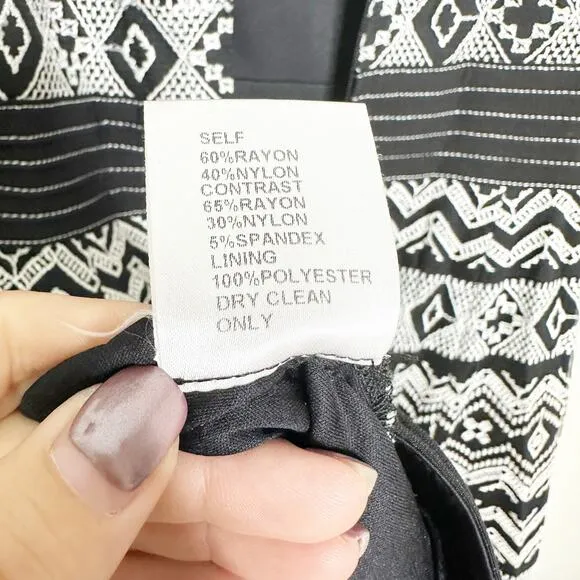 SELF
60%RAYON
40%NYLON
CONTRAST
65%RAYON
30%NYLON
5%SPANDEX
LINING
100%POLYESTER
DRY CLEAN
ONLY